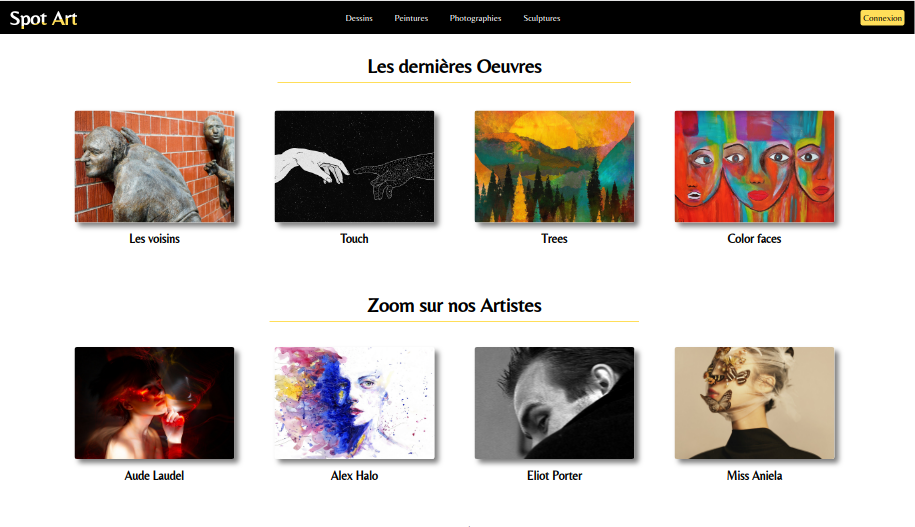 Spot Art
Dessins Peintures Photographies Sculptures
Connexion
Les dernières Oeuvres
Les voisins
Touch
Trees
Color faces
Zoom sur nos Artistes
Aude Laudel
Alex Halo
Eliot Porter
Miss Aniela